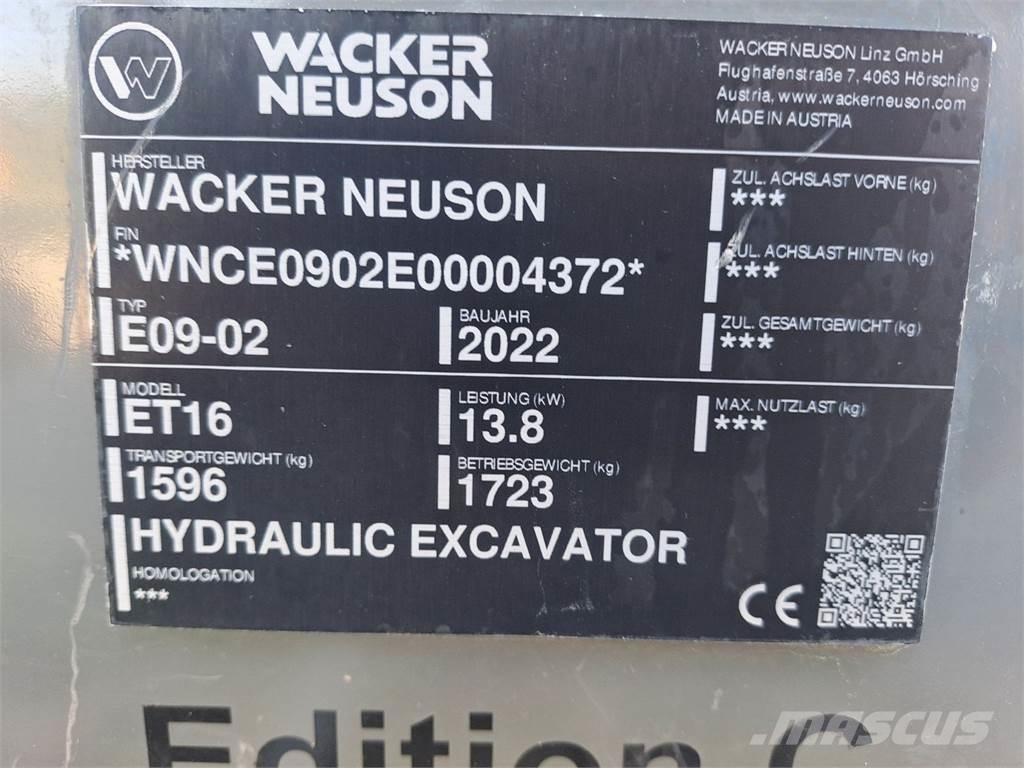 WACKER
NEUSON
WACKER NEUSON Linz GmbH
Flughafenstraße 7, 4063 Hörsching
Austria, www.wackerneuson.com
MADE IN AUSTRIA
HERSTELLER
WACKER NEUSON
FIN
*WNCE0902E00004372*
TYP
E09-02
BAUJAHR
2022
ZUL. ACHSLAST VORNE (kg)
***
ZUL. ACHSLAST HINTEN (kg)
***
ZUL. GESAMTGEWICHT (kg)
***
MODELL
ET16
LEISTUNG (kW)
13.8
MAX. NUTZLAST (kg)
***
TRANSPORTGEWICHT (kg)
1596
BETRIEBSGEWICHT (kg)
1723
HYDRAULIC EXCAVATOR
HOMOLOGATION
***
CE
Edition
MASCUS